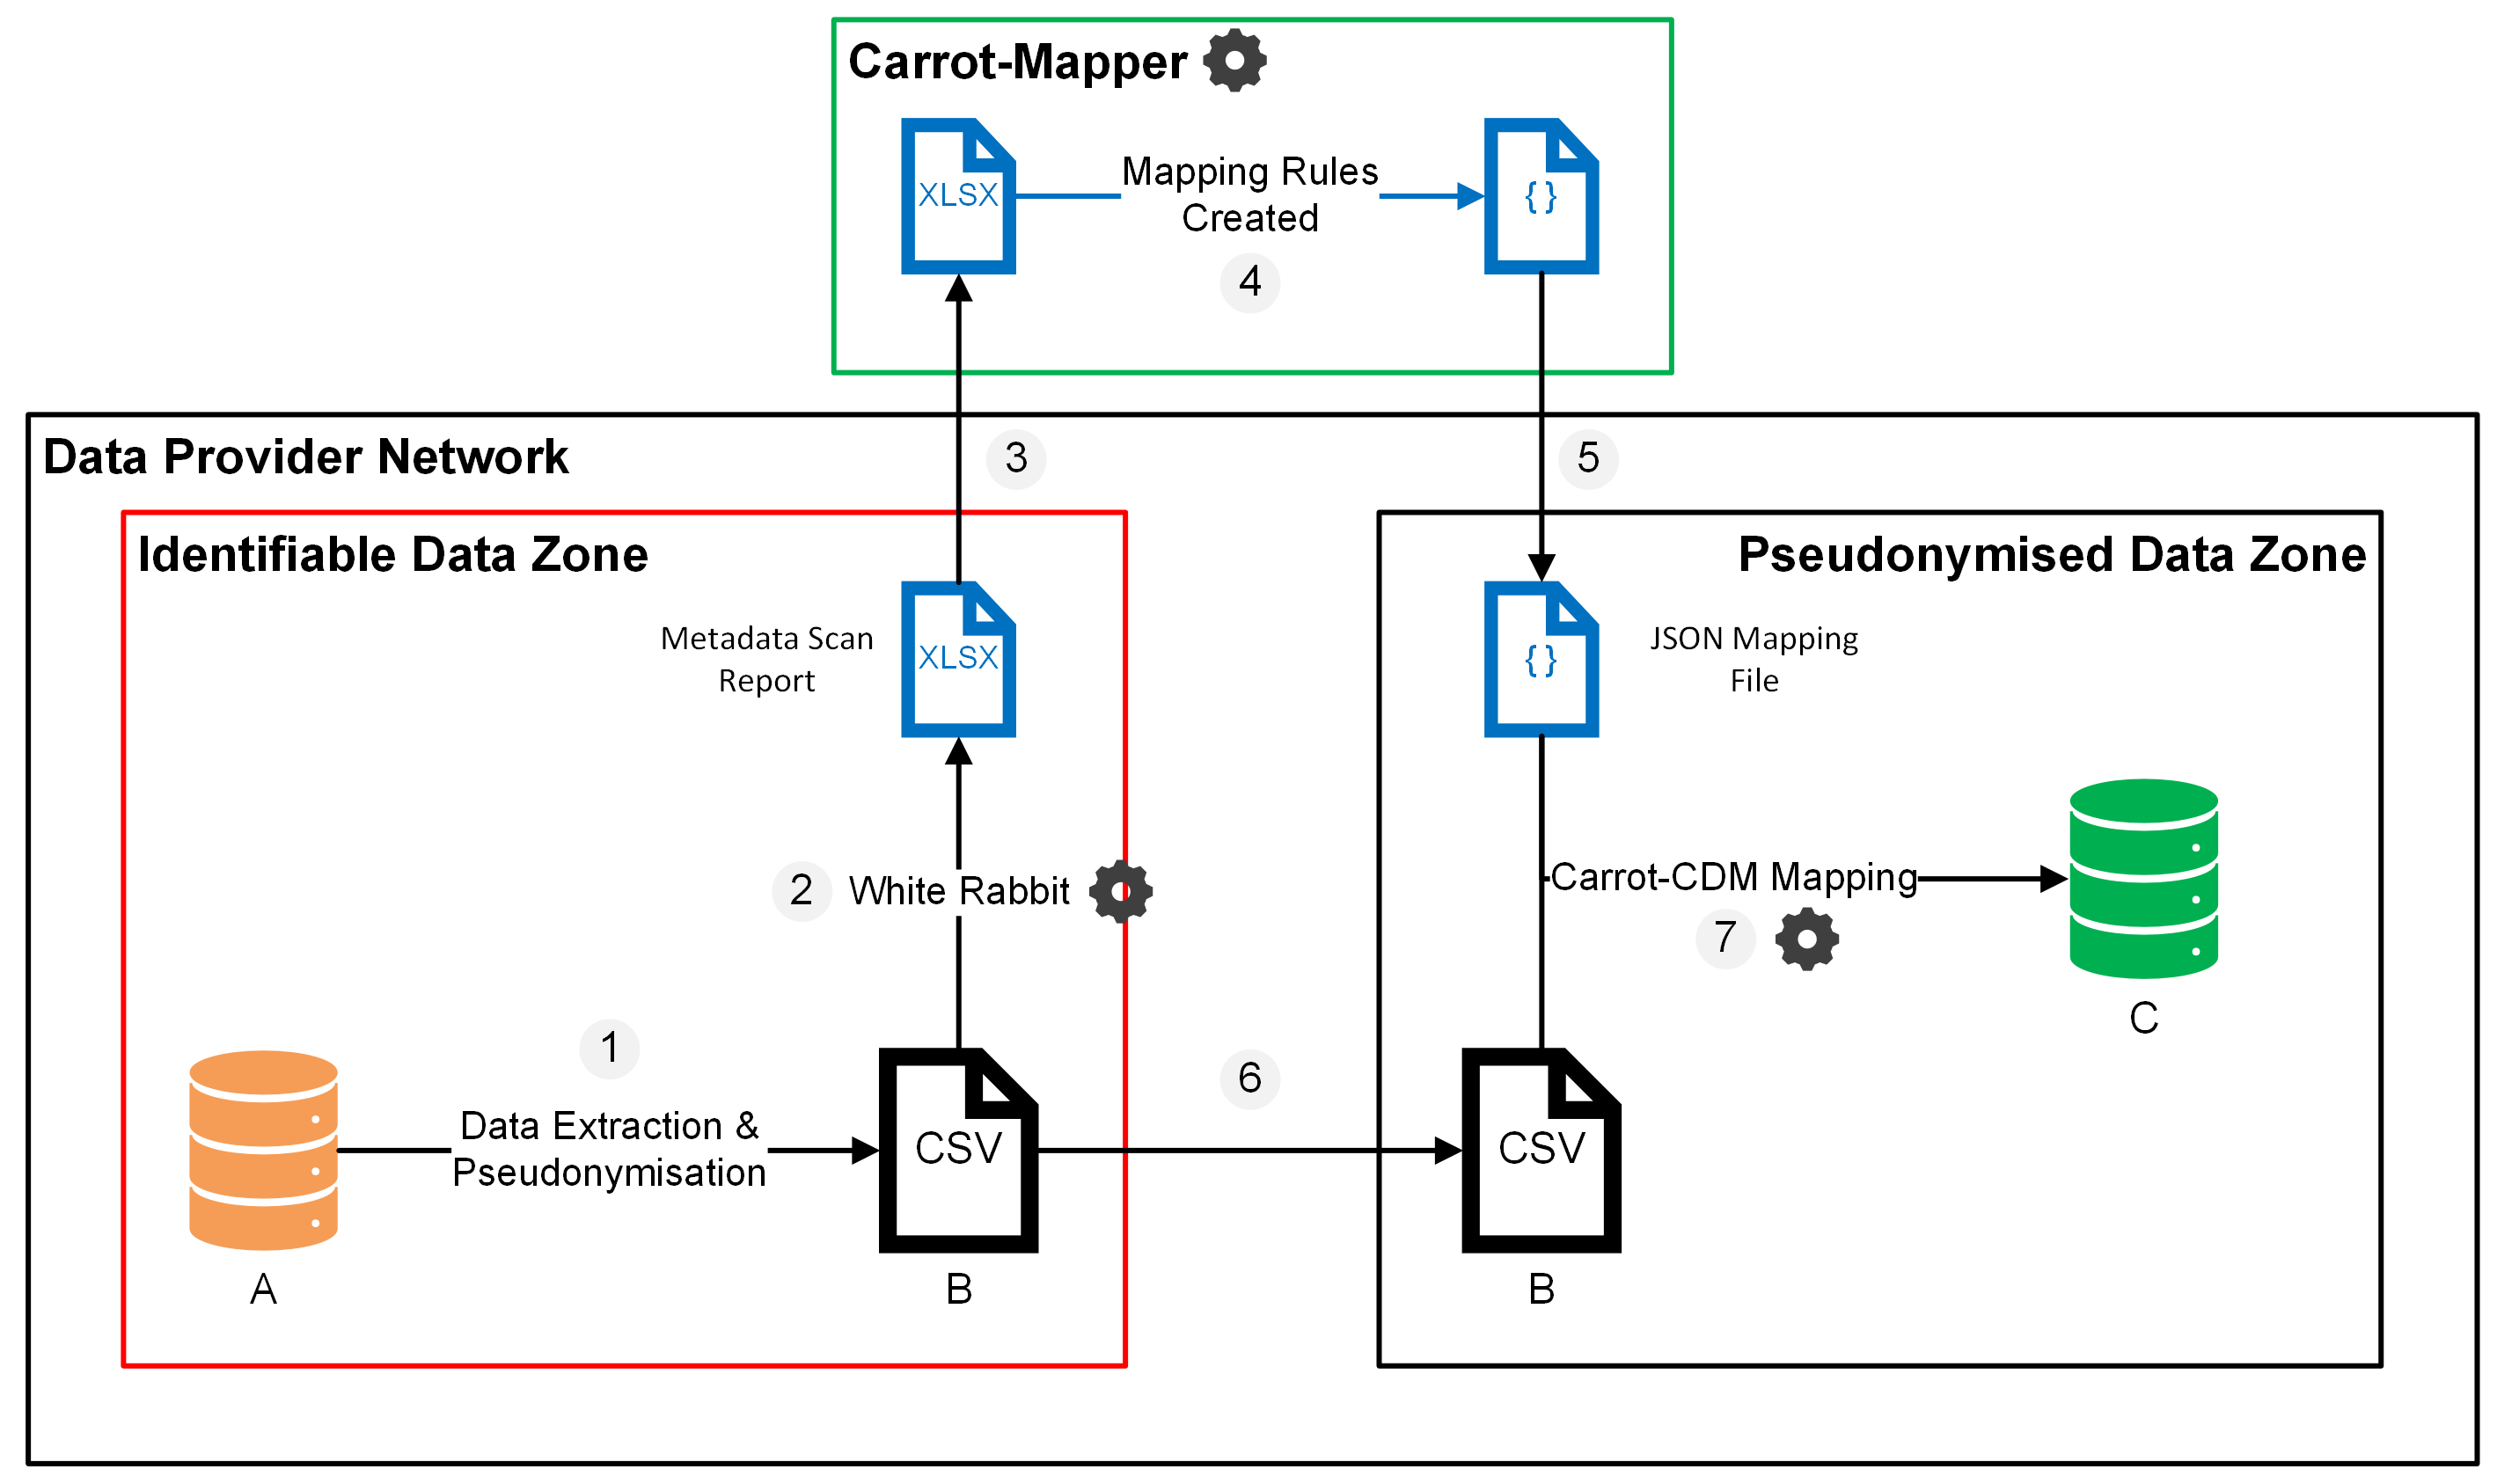 Carrot-Mapper
XLSX
Mapping Rules
Created
{ }
4
Data Provider Network
3
5
Identifiable Data Zone
Pseudonymised Data Zone
Metadata Scan
Report
XLSX
{ }
JSON Mapping
File
2
White Rabbit
Carrot-CDM Mapping
7
C
1
Data Extraction &
Pseudonymisation
A
CSV
B
6
CSV
B